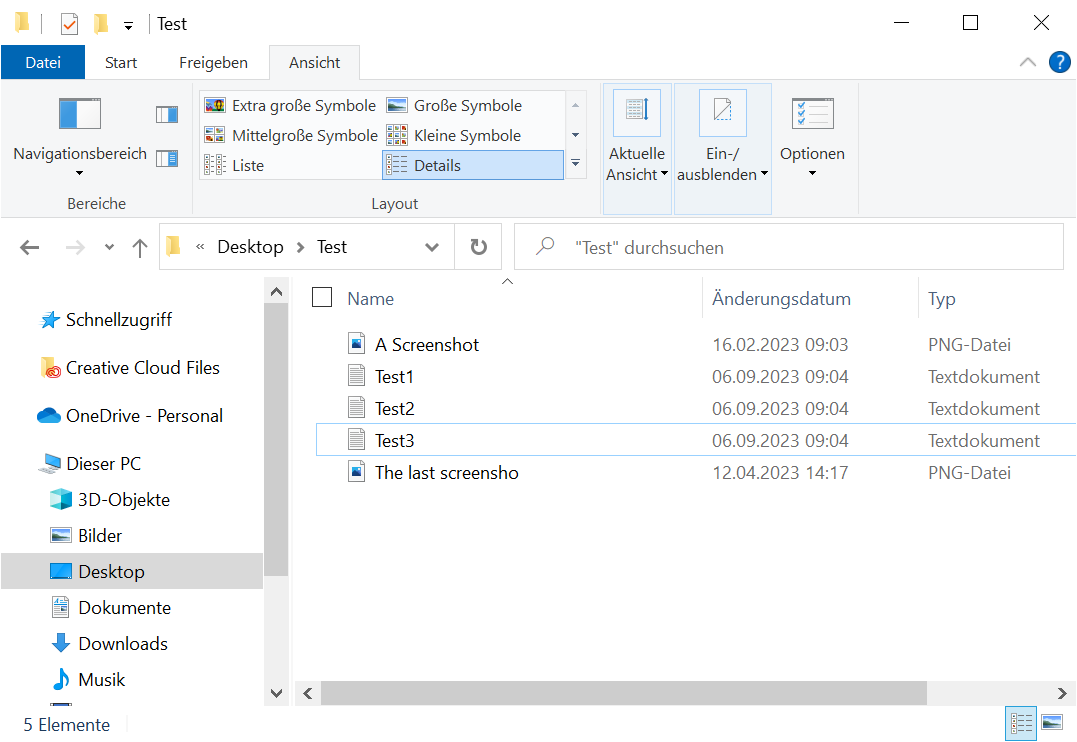 Test
Datei Start Freigeben Ansicht ?
Extra große Symbole Große Symbole
Mittelgroße Symbole Kleine Symbole
Liste Details
Navigationsbereich
Aktuelle
Ansicht
Ein-/
ausblenden
Optionen
Bereiche Layout
« Desktop > Test
"Test" durchsuchen
Schnellzugriff
Creative Cloud Files
OneDrive - Personal
Dieser PC
3D-Objekte
Bilder
Desktop
Dokumente
Downloads
Musik
Name Änderungsdatum Typ
A Screenshot 16.02.2023 09:03 PNG-Datei
Test1 06.09.2023 09:04 Textdokument
Test2 06.09.2023 09:04 Textdokument
Test3 06.09.2023 09:04 Textdokument
The last screensho 12.04.2023 14:17 PNG-Datei
5 Elemente